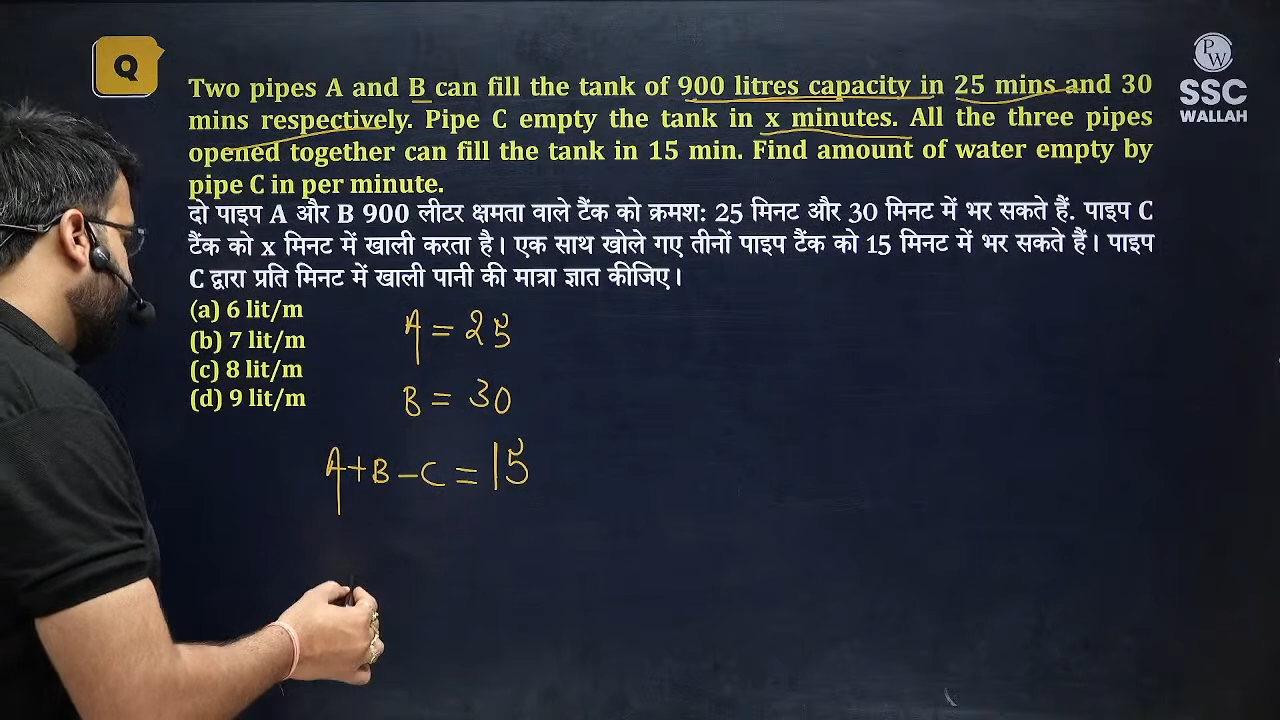 Q
Two pipes A and B can fill the tank of 900 litres capacity in 25 mins and 30
mins respectively. Pipe C empty the tank in x minutes. All the three pipes
opened together can fill the tank in 15 min. Find amount of water empty by
pipe C in per minute.
दो पाइप A और B 900 लीटर क्षमता वाले टैंक को क्रमश: 25 मिनट और 30 मिनट में भर सकते हैं. पाइप C
टैंक को x मिनट में खाली करता है। एक साथ खोले गए तीनों पाइप टैंक को 15 मिनट में भर सकते हैं। पाइप
C द्वारा प्रति मिनट में खाली पानी की मात्रा ज्ञात कीजिए।
(a) 6 lit/m
(b) 7 lit/m
(c) 8 lit/m
(d) 9 lit/m
A = 25
B = 30
A+B-C = 15
PW
SSC
WALLAH